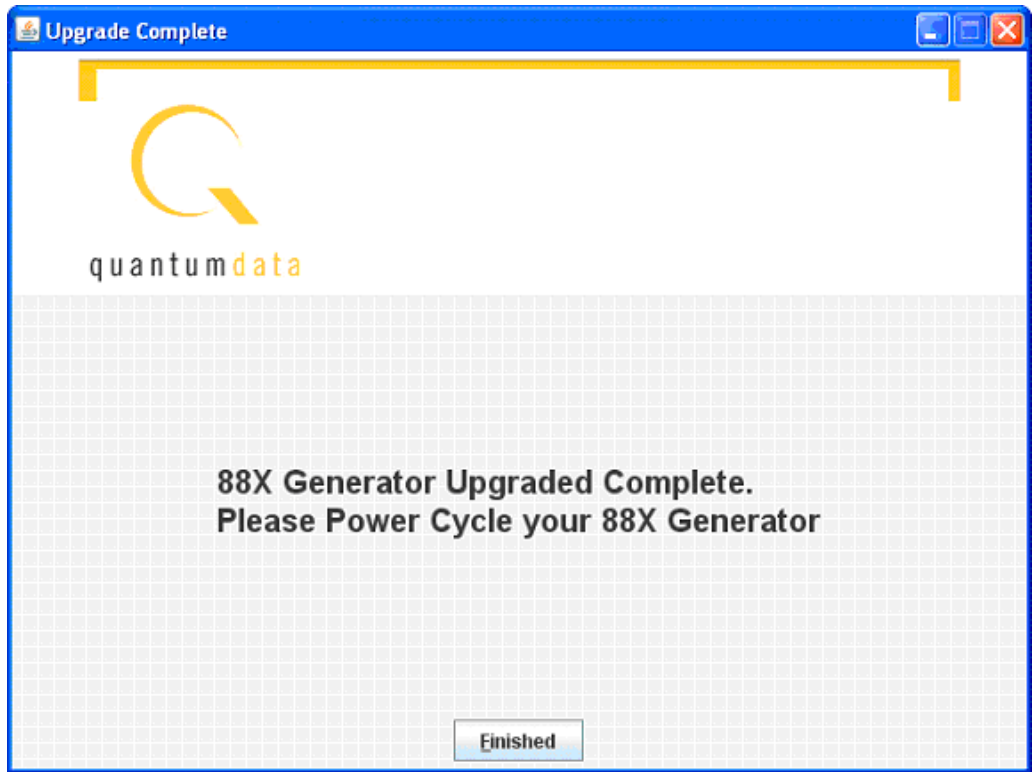 Upgrade Complete
quantumdata
88X Generator Upgraded Complete.
Please Power Cycle your 88X Generator
Finished